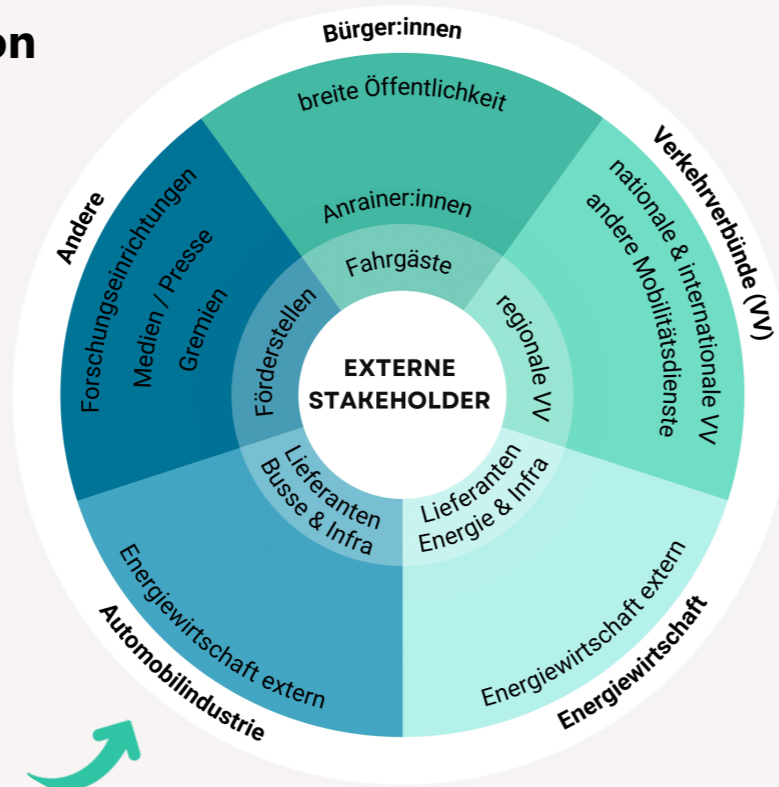 on
Bürger:innen
breite Öffentlichkeit
Anrainer:innen
Fahrgäste
Verkehrverbünde (VV)
nationale & internationale VV
andere Mobilitätsdienste
regionale VV
Andere
Forschungseinrichtungen
Medien / Presse
Gremien
Förderstellen
EXTERNE
STAKEHOLDER
Lieferanten
Busse & Infra
Lieferanten
Energie & Infra
Energiewirtschaft extern
Automobilindustrie
Energiewirtschaft extern
Energiewirtschaft